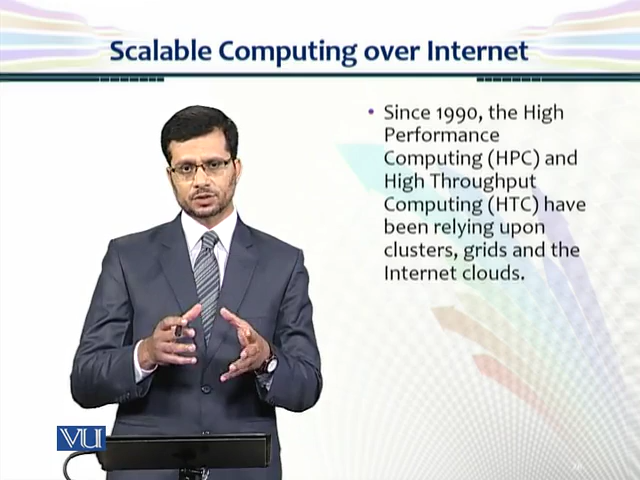 Scalable Computing over Internet
• Since 1990, the High
Performance
Computing (HPC) and
High Throughput
Computing (HTC) have
been relying upon
clusters, grids and the
Internet clouds.
VU